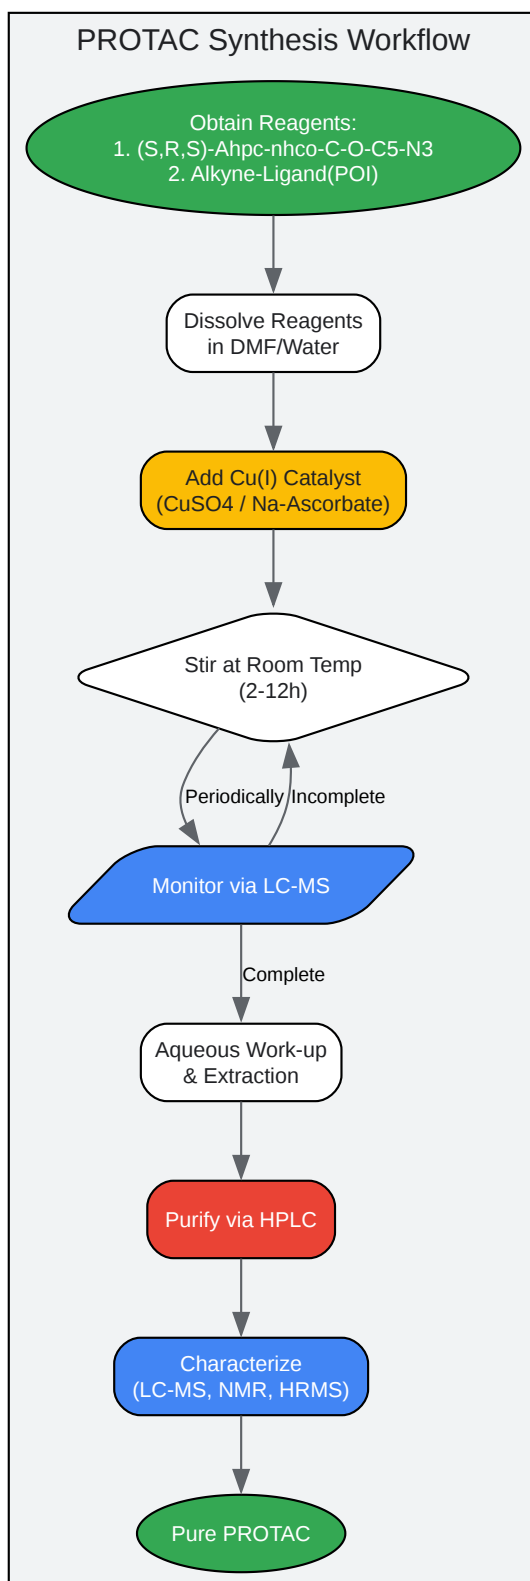 PROTAC Synthesis Workflow
Obtain Reagents:
1. (S,R,S)-Ahpc-nhco-C-O-C5-N3
2. Alkyne-Ligand(POI)
Dissolve Reagents
in DMF/Water
Add Cu(I) Catalyst
(CuSO4 / Na-Ascorbate)
Stir at Room Temp
(2-12h)
Periodically
Incomplete
Monitor via LC-MS
Complete
Aqueous Work-up
& Extraction
Purify via HPLC
Characterize
(LC-MS, NMR, HRMS)
Pure PROTAC